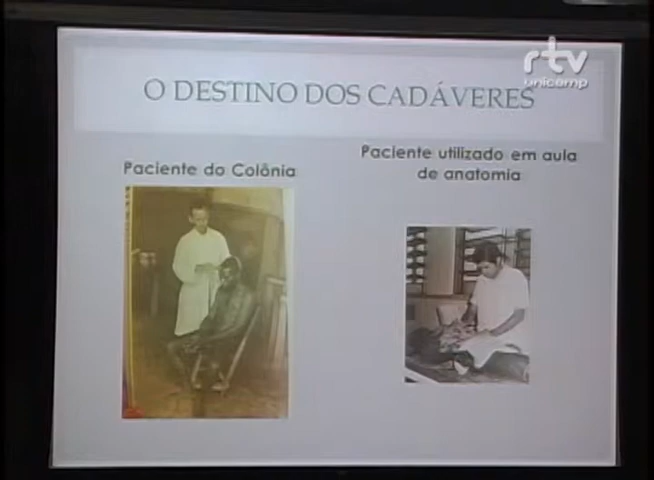 rtv
unicamp
O DESTINO DOS CADÁVERES
Paciente do Colônia
Paciente utilizado em aula
de anatomia